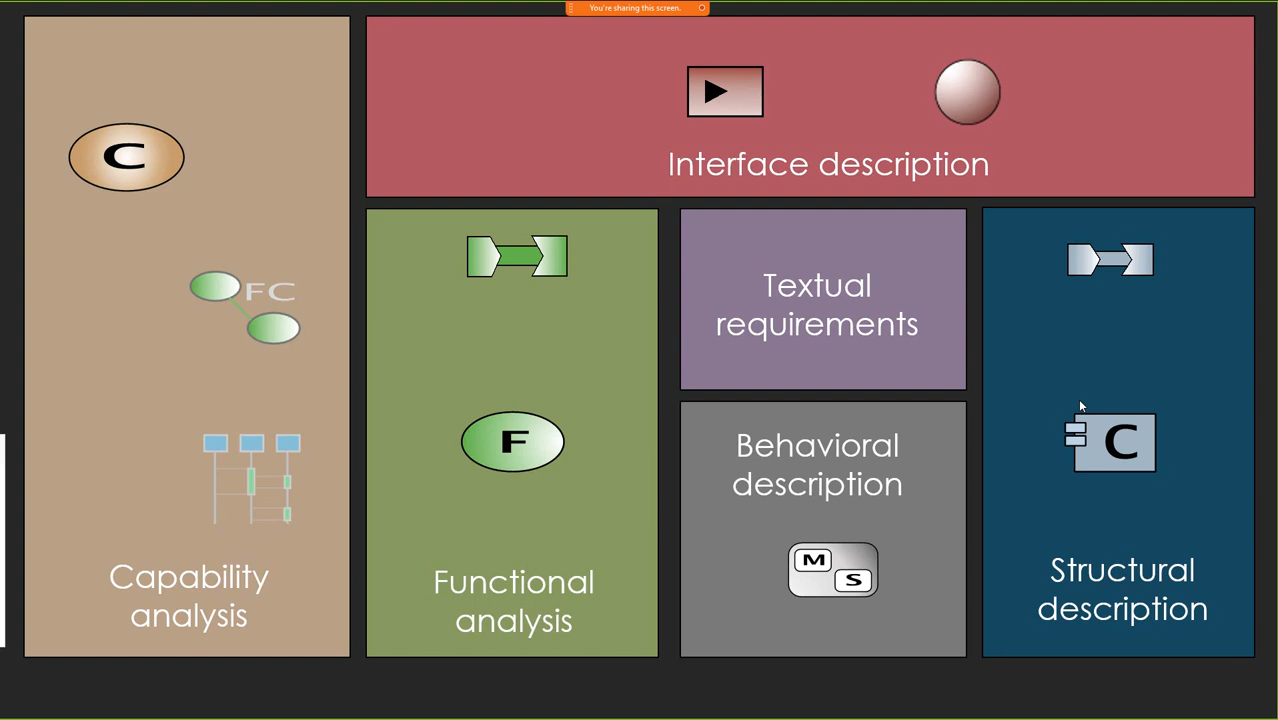 You're sharing this screen.
C
FC
Capability
analysis
Interface description
F
Functional
analysis
Textual
requirements
Behavioral
description
M
S
C
Structural
description